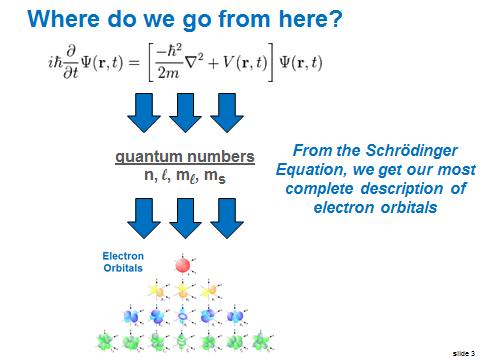 Where do we go from here?
iħ ∂/∂t Ψ(r, t) = [ −ħ²/2m ∇² + V(r, t) ] Ψ(r, t)
quantum numbers
n, ℓ, mℓ, ms
From the Schrödinger
Equation, we get our most
complete description of
electron orbitals
Electron
Orbitals
slide 3